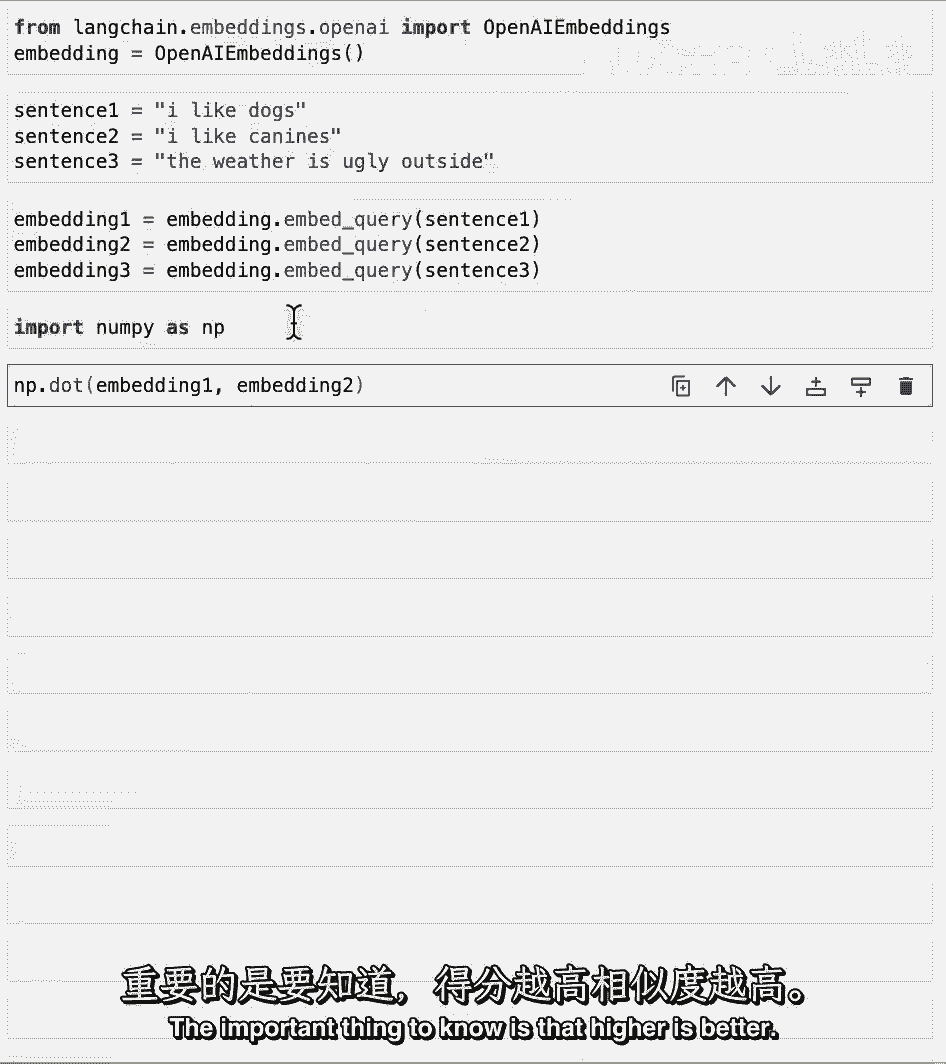 from langchain.embeddings.openai import OpenAIEmbeddings
embedding = OpenAIEmbeddings()
sentence1 = "i like dogs"
sentence2 = "i like canines"
sentence3 = "the weather is ugly outside"
embedding1 = embedding.embed_query(sentence1)
embedding2 = embedding.embed_query(sentence2)
embedding3 = embedding.embed_query(sentence3)
import numpy as np
np.dot(embedding1, embedding2)
重要的是要知道，得分越高相似度越高。
The important thing to know is that higher is better.